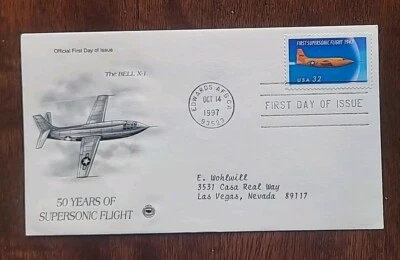 Official First Day of Issue
The BELL X-1
50 YEARS OF
SUPERSONIC FLIGHT
EDWARDS AFB CA
OCT 14
1997
93523
FIRST SUPERSONIC FLIGHT 1947
USA 32
FIRST DAY OF ISSUE
E. Wohlwill
3531 Casa Real Way
Las Vegas, Nevada 89117